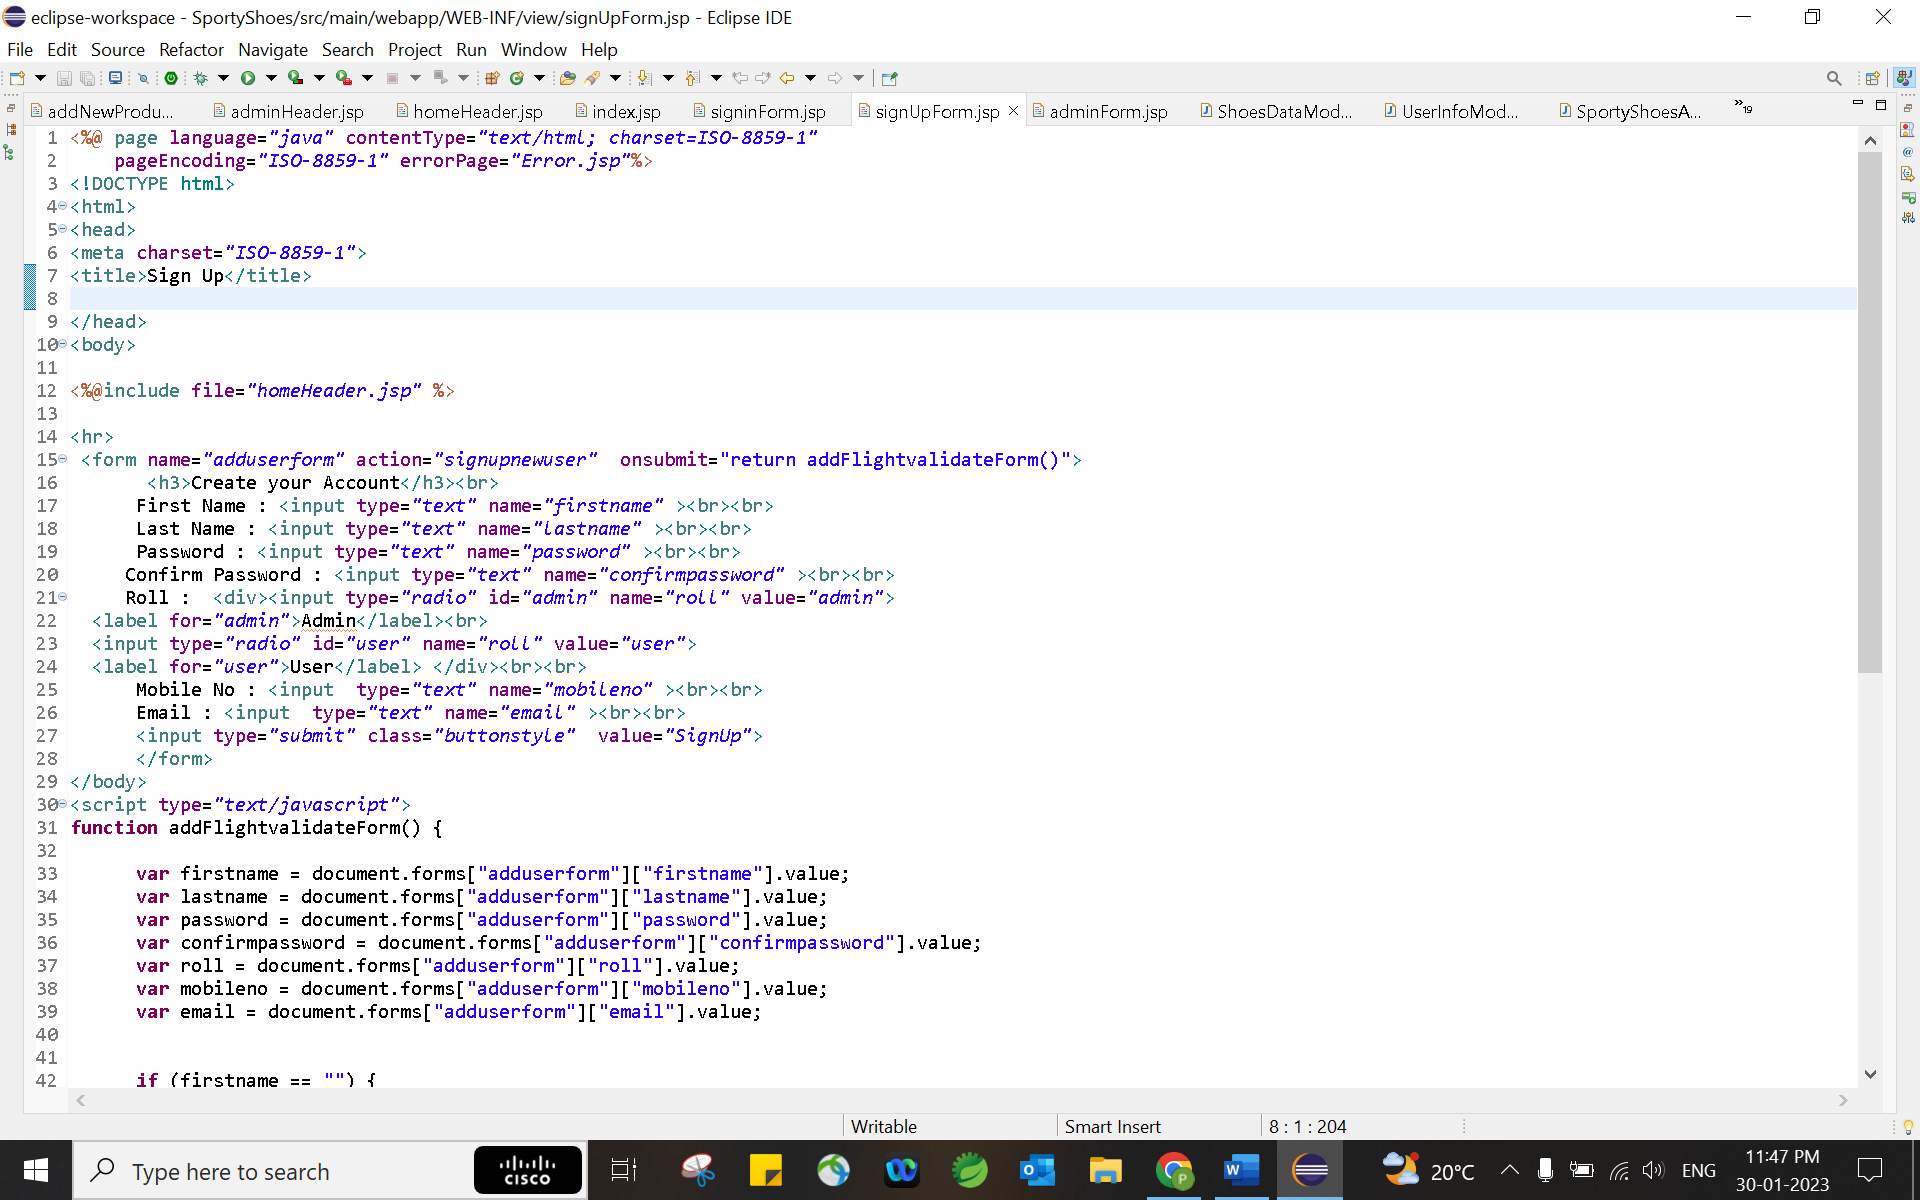 eclipse-workspace - SportyShoes/src/main/webapp/WEB-INF/view/signUpForm.jsp - Eclipse IDE
File Edit Source Refactor Navigate Search Project Run Window Help
addNewProdu... adminHeader.jsp homeHeader.jsp index.jsp signinForm.jsp signUpForm.jsp adminForm.jsp ShoesDataMod... UserInfoMod... SportyShoesA... »19
1 <%@ page language="java" contentType="text/html; charset=ISO-8859-1"
2 pageEncoding="ISO-8859-1" errorPage="Error.jsp"%>
3 <!DOCTYPE html>
4 <html>
5 <head>
6 <meta charset="ISO-8859-1">
7 <title>Sign Up</title>
8
9 </head>
10 <body>
11
12 <%@include file="homeHeader.jsp" %>
13
14 <hr>
15 <form name="adduserform" action="signupnewuser" onsubmit="return addFlightvalidateForm()">
16 <h3>Create your Account</h3><br>
17 First Name : <input type="text" name="firstname" ><br><br>
18 Last Name : <input type="text" name="lastname" ><br><br>
19 Password : <input type="text" name="password" ><br><br>
20 Confirm Password : <input type="text" name="confirmpassword" ><br><br>
21 Roll : <div><input type="radio" id="admin" name="roll" value="admin">
22 <label for="admin">Admin</label><br>
23 <input type="radio" id="user" name="roll" value="user">
24 <label for="user">User</label> </div><br><br>
25 Mobile No : <input type="text" name="mobileno" ><br><br>
26 Email : <input type="text" name="email" ><br><br>
27 <input type="submit" class="buttonstyle" value="SignUp">
28 </form>
29 </body>
30 <script type="text/javascript">
31 function addFlightvalidateForm() {
32
33 var firstname = document.forms["adduserform"]["firstname"].value;
34 var lastname = document.forms["adduserform"]["lastname"].value;
35 var password = document.forms["adduserform"]["password"].value;
36 var confirmpassword = document.forms["adduserform"]["confirmpassword"].value;
37 var roll = document.forms["adduserform"]["roll"].value;
38 var mobileno = document.forms["adduserform"]["mobileno"].value;
39 var email = document.forms["adduserform"]["email"].value;
40
41
42 if (firstname == "") {
Writable Smart Insert 8 : 1 : 204
Type here to search
cisco
20°C ENG 11:47 PM
30-01-2023